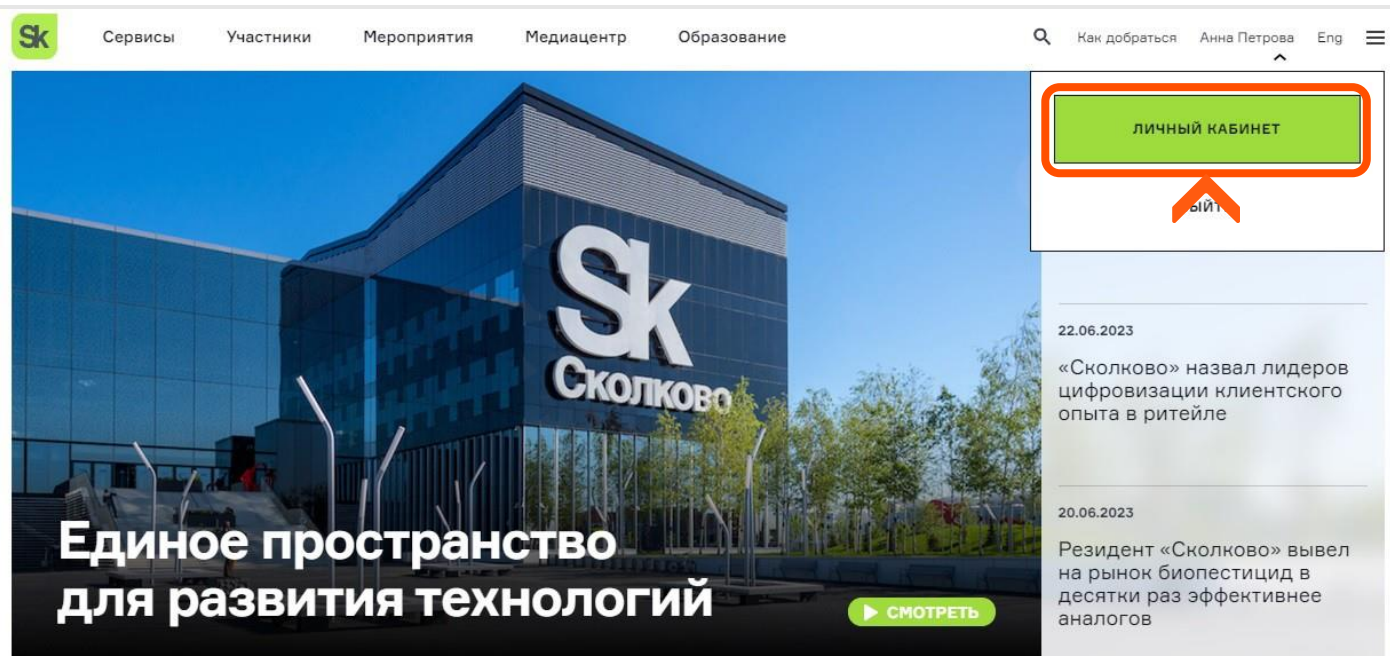 Sk
Сервисы
Участники
Мероприятия
Медиацентр
Образование
Как добраться
Анна Петрова
Eng
ЛИЧНЫЙ КАБИНЕТ
Sk
Сколково
22.06.2023
«Сколково» назвал лидеров
цифровизации клиентского
опыта в ритейле
20.06.2023
Резидент «Сколково» вывел
на рынок биопестицид в
десятки раз эффективнее
аналогов
Единое пространство
для развития технологий
СМОТРЕТЬ